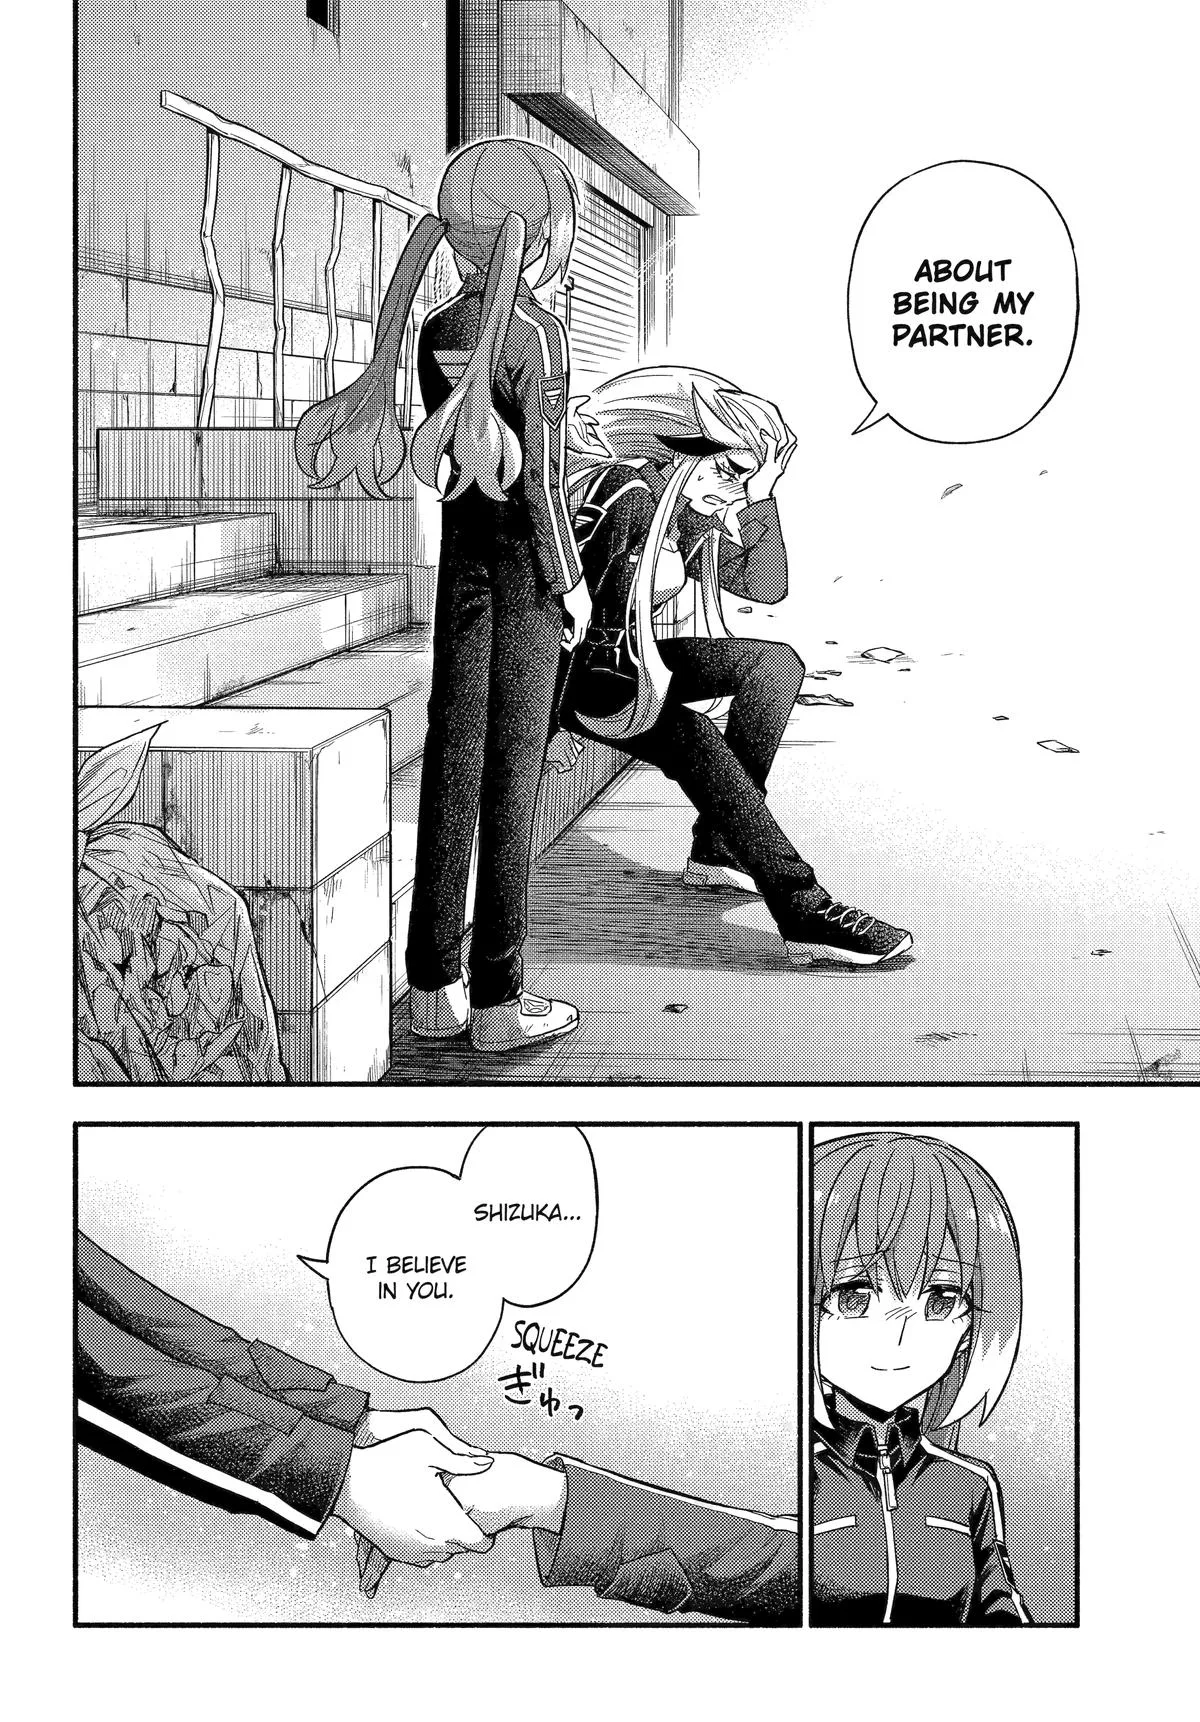 ABOUT
BEING MY
PARTNER.
SHIZUKA...
I BELIEVE
IN YOU.
SQUEEZE
ぎゅっ